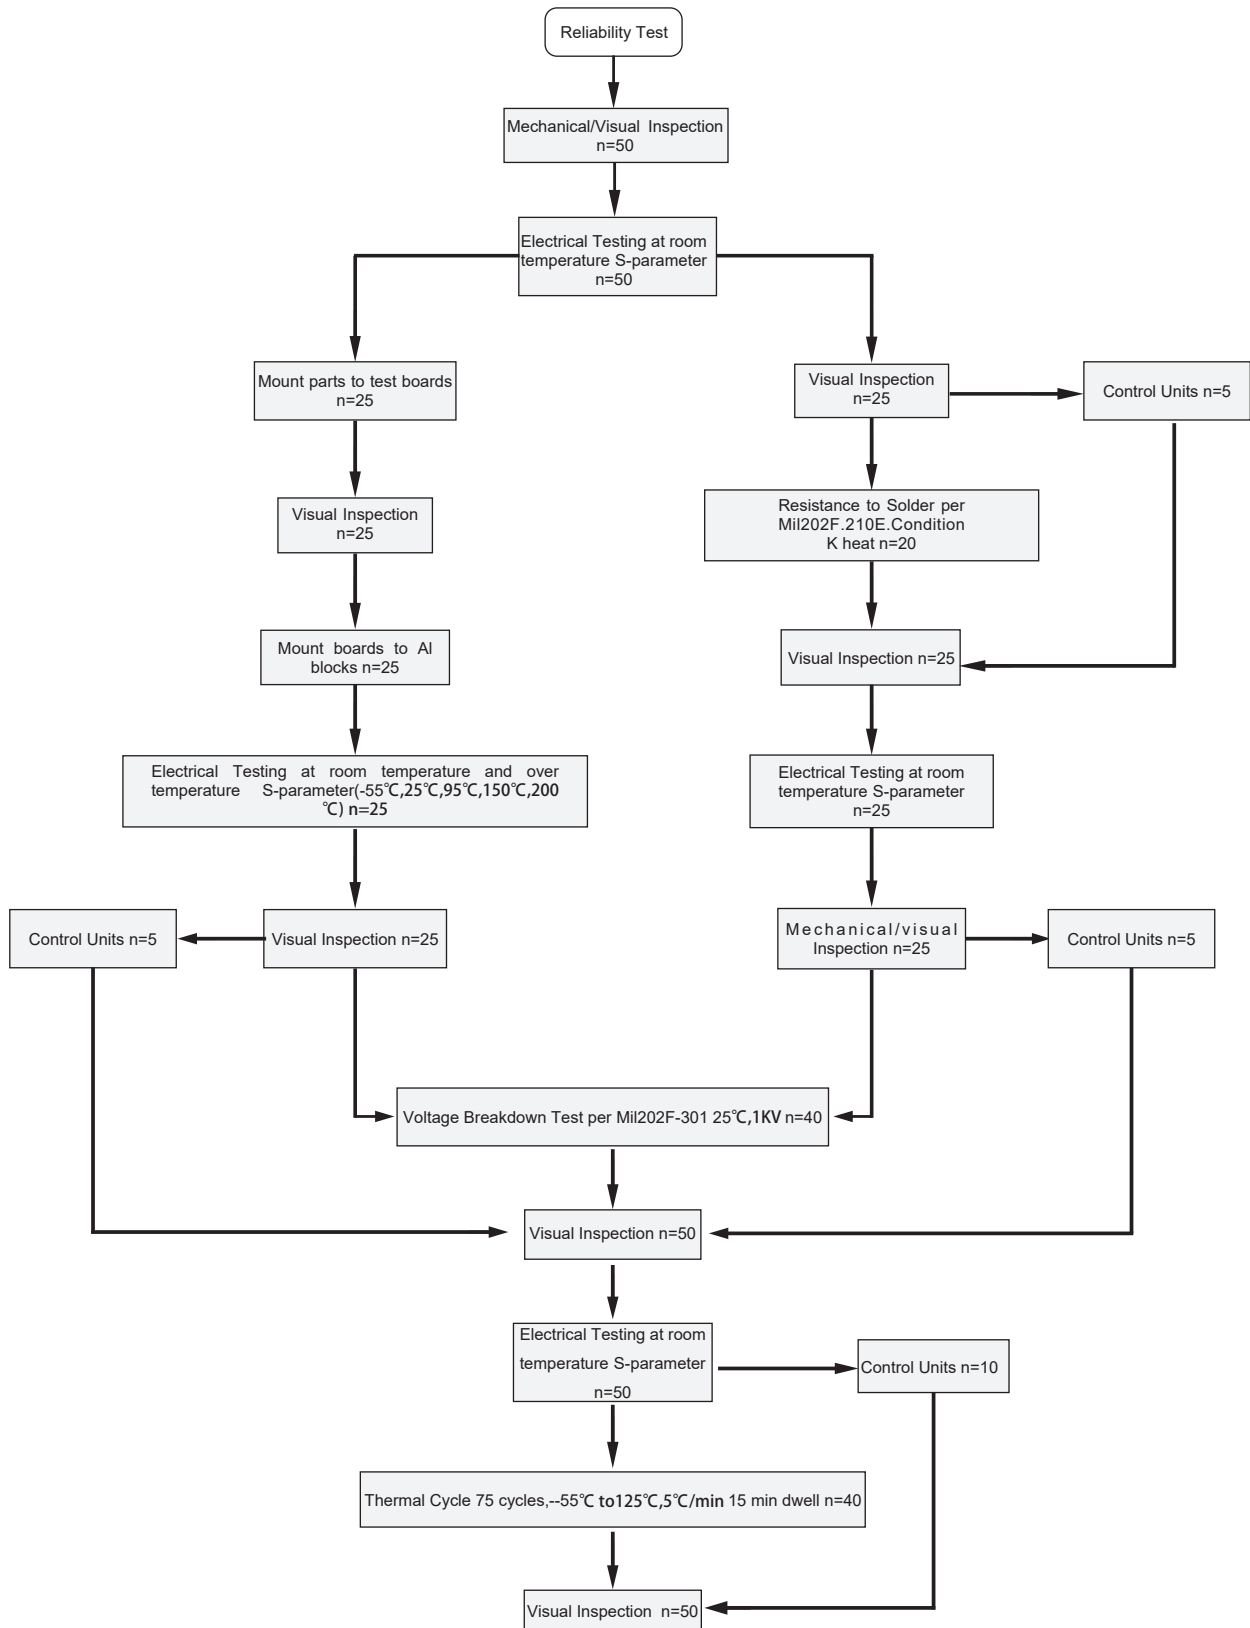 Reliability Test
Mechanical/Visual Inspection
n=50
Electrical Testing at room
temperature S-parameter
n=50
Mount parts to test boards
n=25
Visual Inspection
n=25
Control Units n=5
Visual Inspection
n=25
Resistance to Solder per
Mil202F.210E.Condition
K heat n=20
Mount boards to Al
blocks n=25
Visual Inspection n=25
Electrical Testing at room temperature and over
temperature S-parameter(-55℃,25℃,95℃,150℃,200
℃) n=25
Electrical Testing at room
temperature S-parameter
n=25
Control Units n=5
Visual Inspection n=25
Mechanical/visual
Inspection n=25
Control Units n=5
Voltage Breakdown Test per Mil202F-301 25℃,1KV n=40
Visual Inspection n=50
Electrical Testing at room
temperature S-parameter
n=50
Control Units n=10
Thermal Cycle 75 cycles,--55℃ to125℃,5℃/min 15 min dwell n=40
Visual Inspection n=50